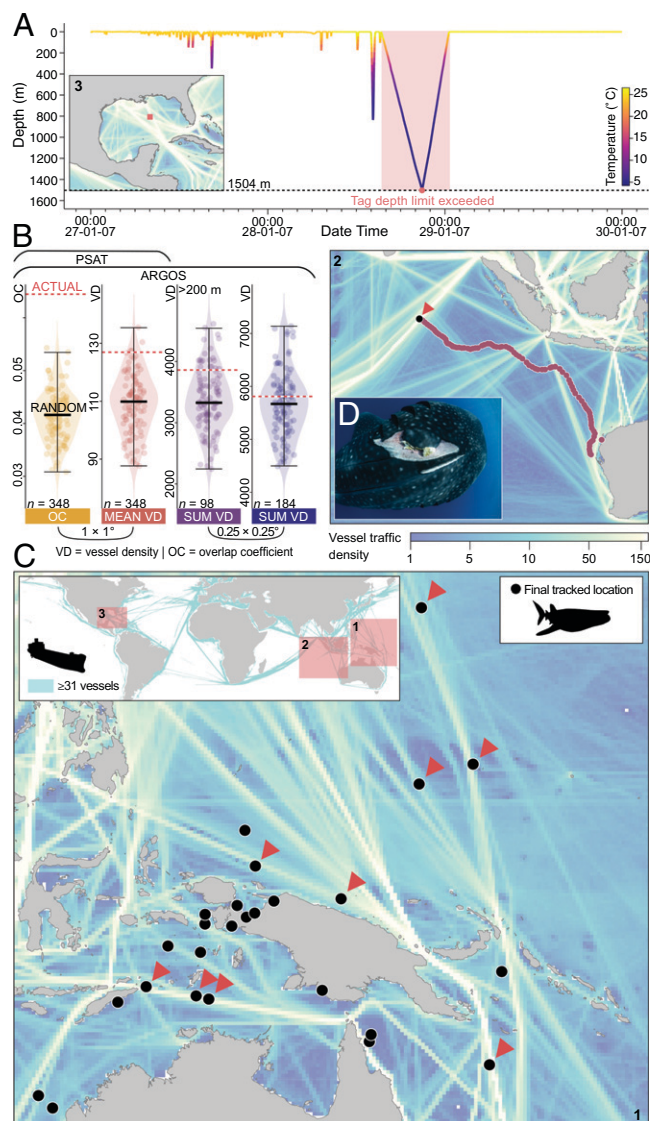 A
Depth (m)
0
200
400
600
800
1000
1200
1400
1600
3
1504 m
Temperature (°C)
25
20
15
10
5
Tag depth limit exceeded
00:00
27-01-07
00:00
28-01-07
Date Time
00:00
29-01-07
00:00
30-01-07
B
PSAT
ARGOS
OC
ACTUAL
VD
VD >200 m
VD
0.05
0.04
0.03
130
110
90
4000
3000
2000
7000
6000
5000
4000
RANDOM
n = 348
n = 348
n = 98
n = 184
OC
MEAN VD
SUM VD
SUM VD
1 × 1°
0.25 × 0.25°
VD = vessel density | OC = overlap coefficient
2
D
Vessel traffic density
1
5
10
50
150
C
3
2
1
≥31 vessels
Final tracked location
1